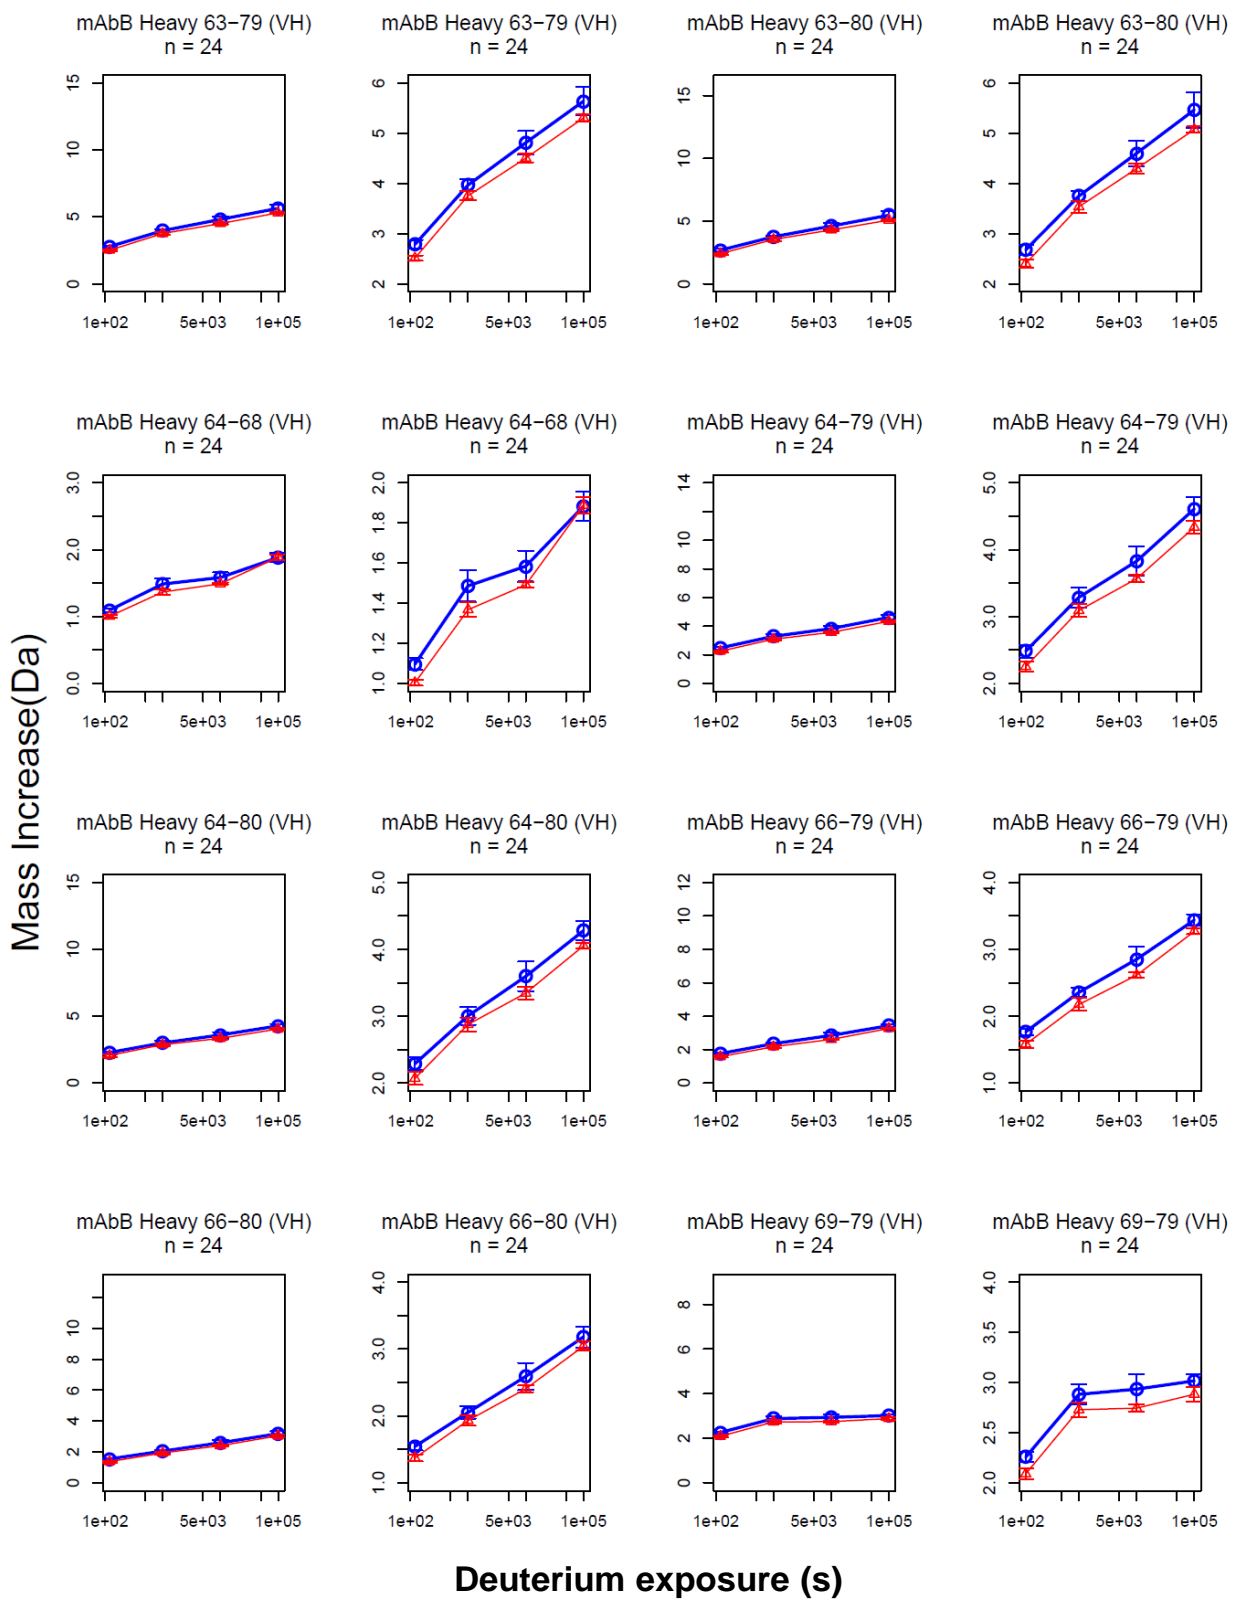 mAbB Heavy 63−79 (VH)
n = 24
15
10
5
0
1e+02
5e+03
1e+05
mAbB Heavy 63−79 (VH)
n = 24
6
5
4
3
2
1e+02
5e+03
1e+05
mAbB Heavy 63−80 (VH)
n = 24
15
10
5
0
1e+02
5e+03
1e+05
mAbB Heavy 63−80 (VH)
n = 24
6
5
4
3
2
1e+02
5e+03
1e+05
mAbB Heavy 64−68 (VH)
n = 24
3.0
2.0
1.0
0.0
1e+02
5e+03
1e+05
mAbB Heavy 64−68 (VH)
n = 24
2.0
1.8
1.6
1.4
1.2
1.0
1e+02
5e+03
1e+05
mAbB Heavy 64−79 (VH)
n = 24
14
10
8
6
4
2
0
1e+02
5e+03
1e+05
mAbB Heavy 64−79 (VH)
n = 24
5.0
4.0
3.0
2.0
1e+02
5e+03
1e+05
mAbB Heavy 64−80 (VH)
n = 24
15
10
5
0
1e+02
5e+03
1e+05
mAbB Heavy 64−80 (VH)
n = 24
5.0
4.0
3.0
2.0
1e+02
5e+03
1e+05
mAbB Heavy 66−79 (VH)
n = 24
12
10
8
6
4
2
0
1e+02
5e+03
1e+05
mAbB Heavy 66−79 (VH)
n = 24
4.0
3.0
2.0
1.0
1e+02
5e+03
1e+05
mAbB Heavy 66−80 (VH)
n = 24
10
8
6
4
2
0
1e+02
5e+03
1e+05
mAbB Heavy 66−80 (VH)
n = 24
4.0
3.0
2.0
1.0
1e+02
5e+03
1e+05
mAbB Heavy 69−79 (VH)
n = 24
8
6
4
2
0
1e+02
5e+03
1e+05
mAbB Heavy 69−79 (VH)
n = 24
4.0
3.5
3.0
2.5
2.0
1e+02
5e+03
1e+05
Mass Increase(Da)
Deuterium exposure (s)